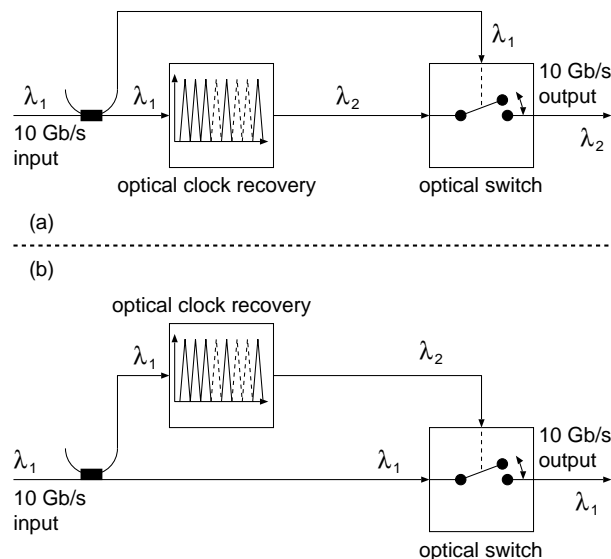 λ1
λ1
10 Gb/s
output
λ1
λ2
10 Gb/s
input
λ2
optical clock recovery
optical switch
(a)
(b)
optical clock recovery
λ1
λ2
10 Gb/s
output
λ1
λ1
10 Gb/s
input
λ1
optical switch